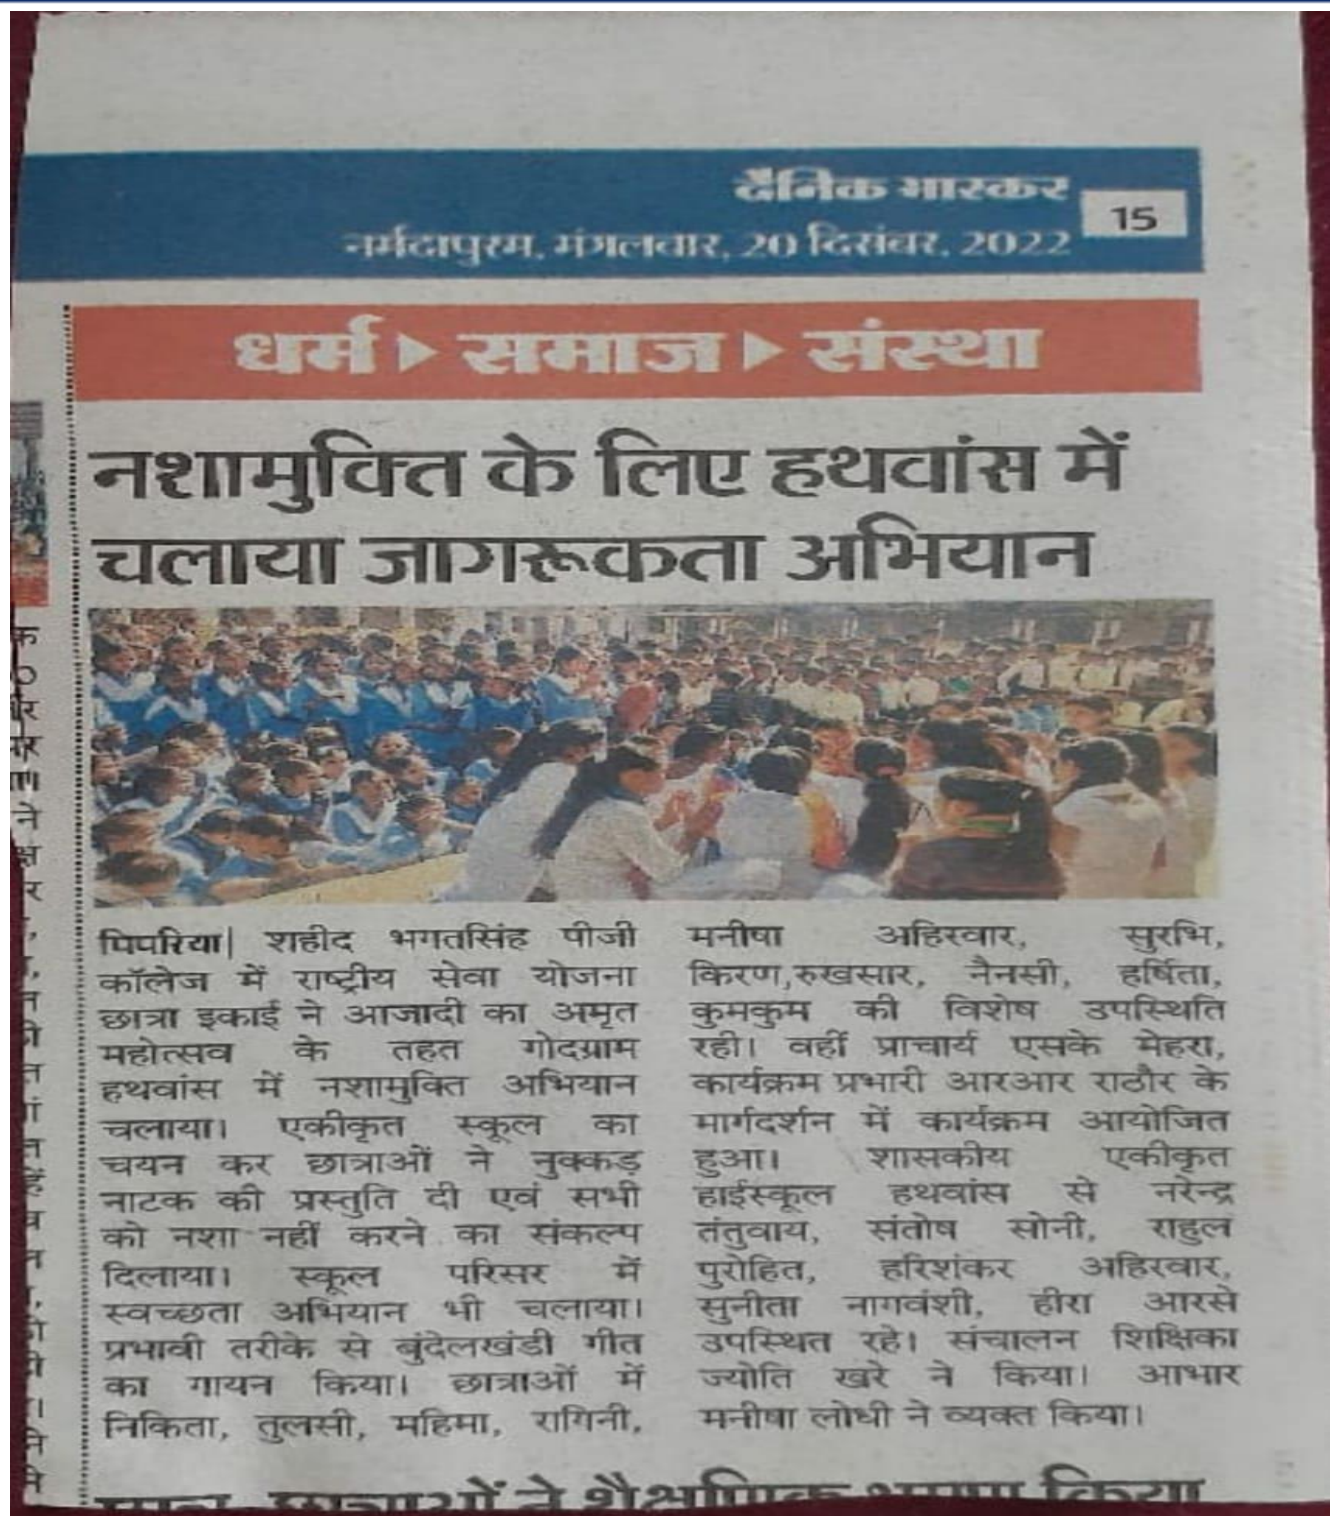 दैनिक भास्कर
15
नर्मदापुरम, मंगलवार, 20 दिसंबर, 2022
धर्म ▶ समाज ▶ संस्था
नशामुक्ति के लिए हथवांस में
चलाया जागरूकता अभियान
पिपरिया| शहीद भगतसिंह पीजी
कॉलेज में राष्ट्रीय सेवा योजना
छात्रा इकाई ने आजादी का अमृत
महोत्सव के तहत गोदग्राम
हथवांस में नशामुक्ति अभियान
चलाया। एकीकृत स्कूल का
चयन कर छात्राओं ने नुक्कड़
नाटक की प्रस्तुति दी एवं सभी
को नशा नहीं करने का संकल्प
दिलाया। स्कूल परिसर में
स्वच्छता अभियान भी चलाया।
प्रभावी तरीके से बुंदेलखंडी गीत
का गायन किया। छात्राओं में
निकिता, तुलसी, महिमा, रागिनी,
मनीषा अहिरवार, सुरभि,
किरण,रुखसार, नैनसी, हर्षिता,
कुमकुम की विशेष उपस्थिति
रही। वहीं प्राचार्य एसके मेहरा,
कार्यक्रम प्रभारी आरआर राठौर के
मार्गदर्शन में कार्यक्रम आयोजित
हुआ। शासकीय एकीकृत
हाईस्कूल हथवांस से नरेन्द्र
तंतुवाय, संतोष सोनी, राहुल
पुरोहित, हरिशंकर अहिरवार,
सुनीता नागवंशी, हीरा आरसे
उपस्थित रहे। संचालन शिक्षिका
ज्योति खरे ने किया। आभार
मनीषा लोधी ने व्यक्त किया।
छात्राओं ने शैक्षणिक भ्रमण किया